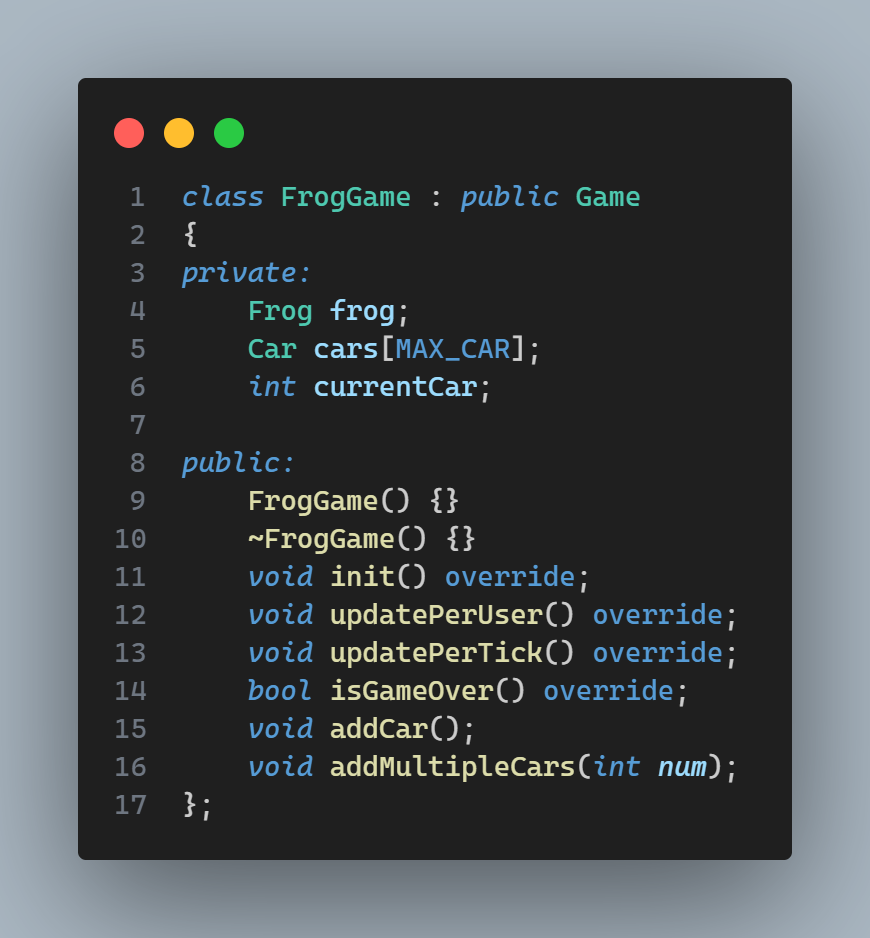 1 class FrogGame : public Game
2 {
3 private:
4     Frog frog;
5     Car cars[MAX_CAR];
6     int currentCar;
7
8 public:
9     FrogGame() {}
10     ~FrogGame() {}
11     void init() override;
12     void updatePerUser() override;
13     void updatePerTick() override;
14     bool isGameOver() override;
15     void addCar();
16     void addMultipleCars(int num);
17 };